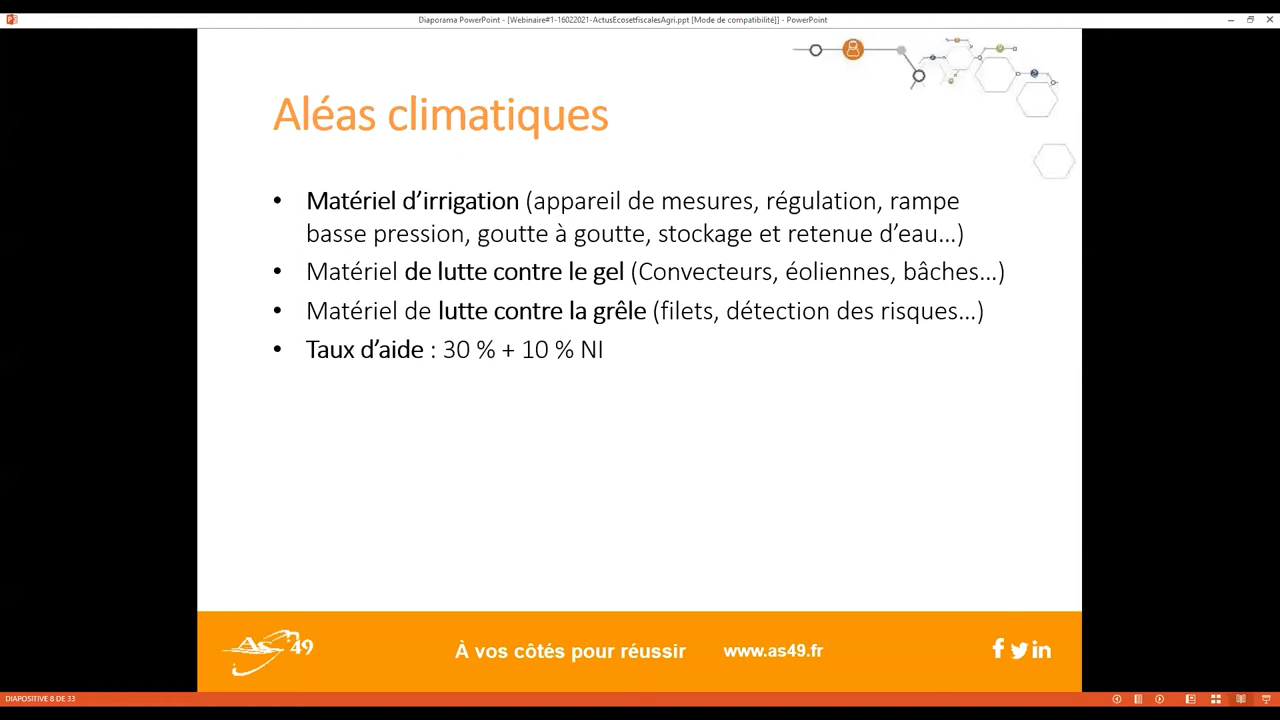 Diaporama PowerPoint - [Webinaire#1-16022021-ActusEcosetfiscalesAgri.ppt [Mode de compatibilité]] - PowerPoint
Aléas climatiques
• Matériel d’irrigation (appareil de mesures, régulation, rampe
basse pression, goutte à goutte, stockage et retenue d’eau…)
• Matériel de lutte contre le gel (Convecteurs, éoliennes, bâches…)
• Matériel de lutte contre la grêle (filets, détection des risques…)
• Taux d’aide : 30 % + 10 % NI
As 49
À vos côtés pour réussir
www.as49.fr
DIAPOSITIVE 8 DE 33